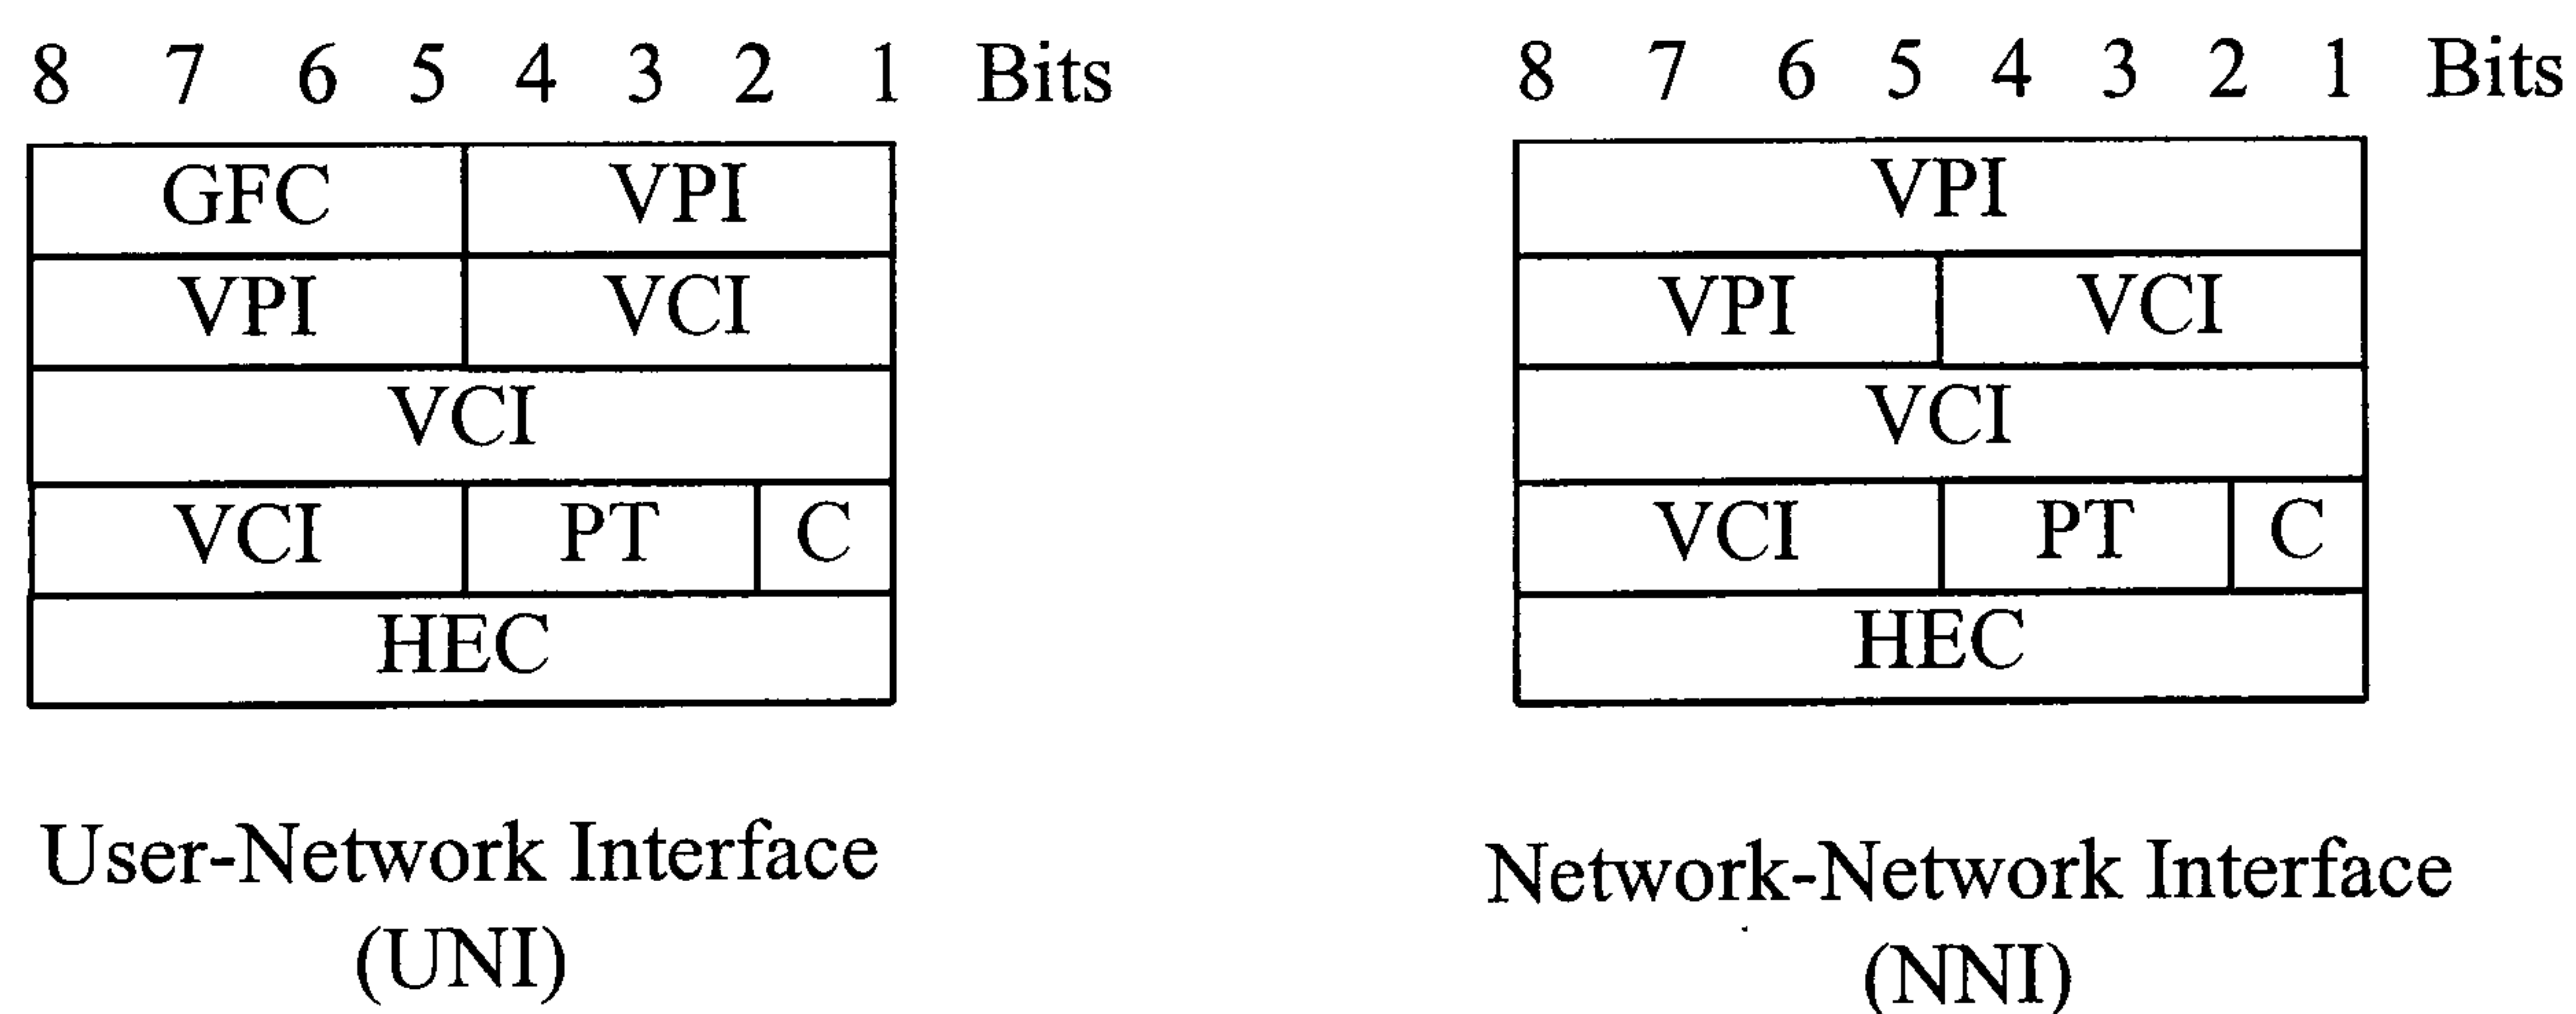 8 7 6 5 4 3 2 1 Bits
GFC VPI
VPI VCI
VCI
VCI PT C
HEC
User-Network Interface
(UNI)
8 7 6 5 4 3 2 1 Bits
VPI
VPI VCI
VCI
VCI PT C
HEC
Network-Network Interface
(NNI)